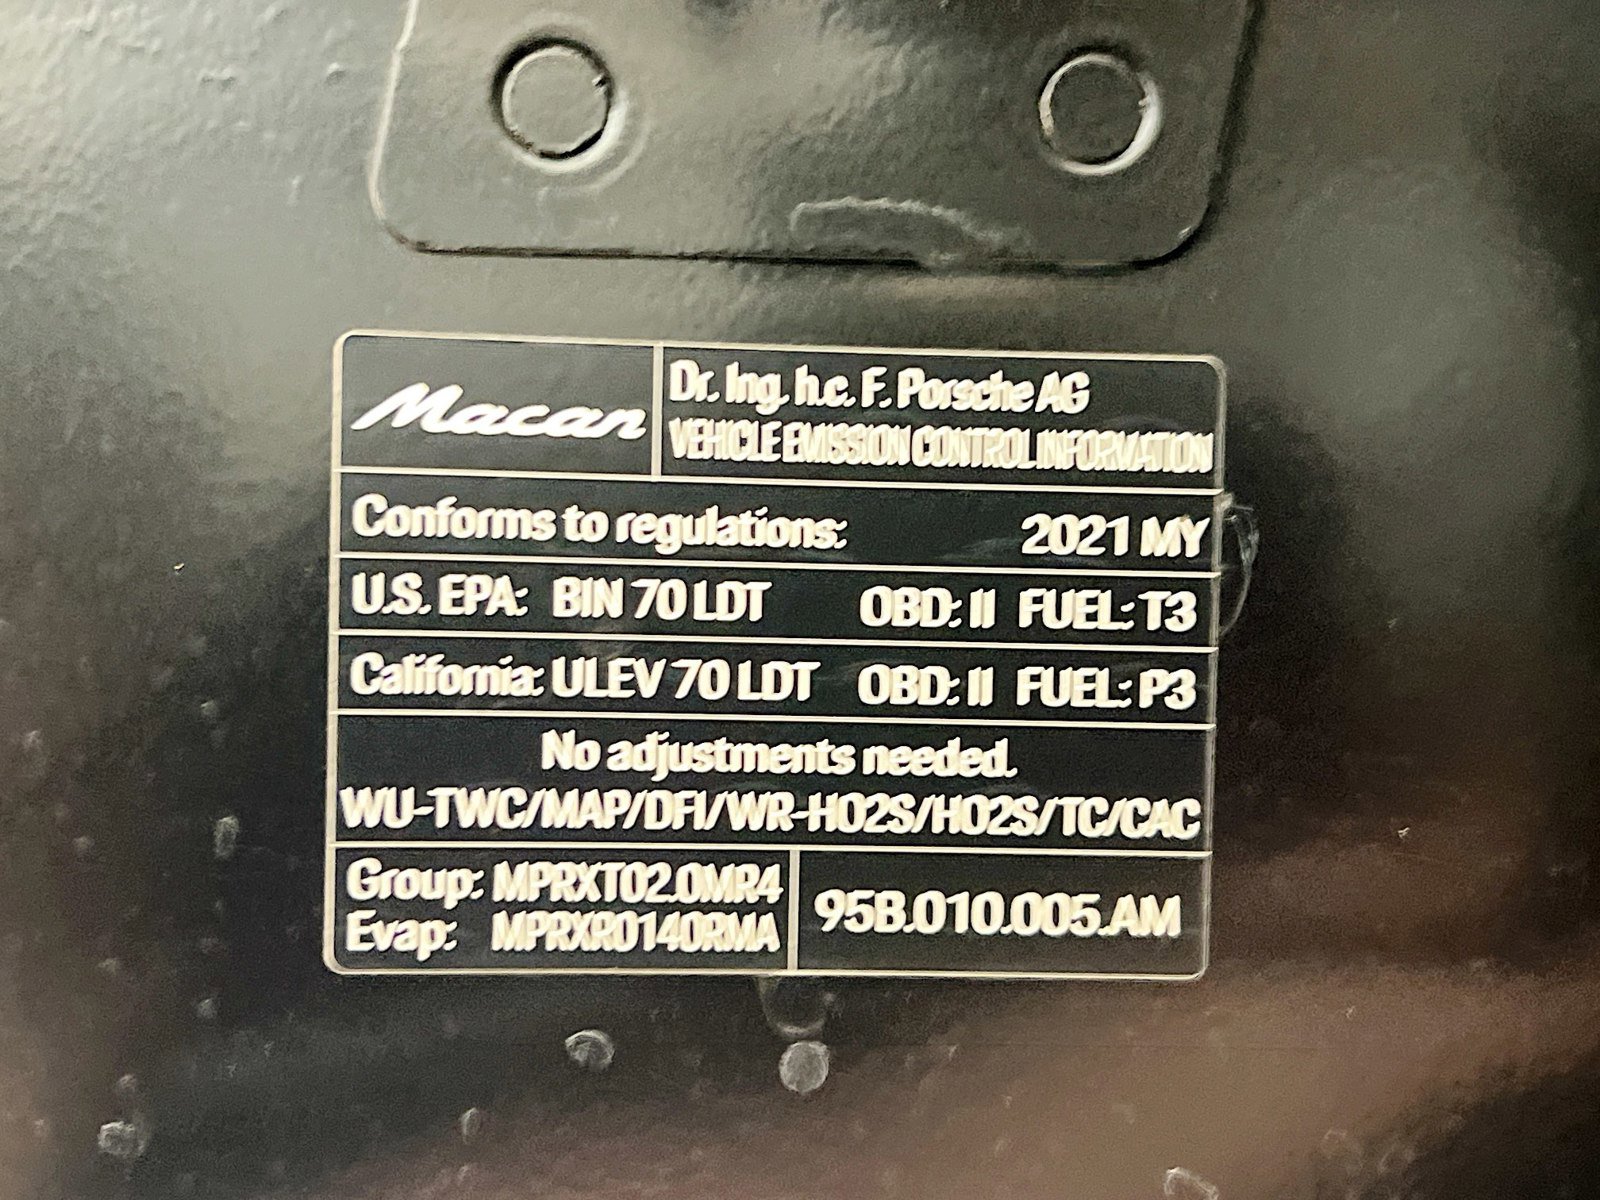 Macan
Dr. Ing. h.c. F. Porsche AG
VEHICLE EMISSION CONTROL INFORMATION
Conforms to regulations: 2021 MY
U.S. EPA: BIN 70 LDT OBD: II FUEL: T3
California: ULEV 70 LDT OBD: II FUEL: P3
No adjustments needed.
WU-TWC/MAP/DFI/WR-HO2S/HO2S/TC/CAC
Group: MPRXT02.0MR4
Evap: MPRXR0140RMA
95B.010.005.AM